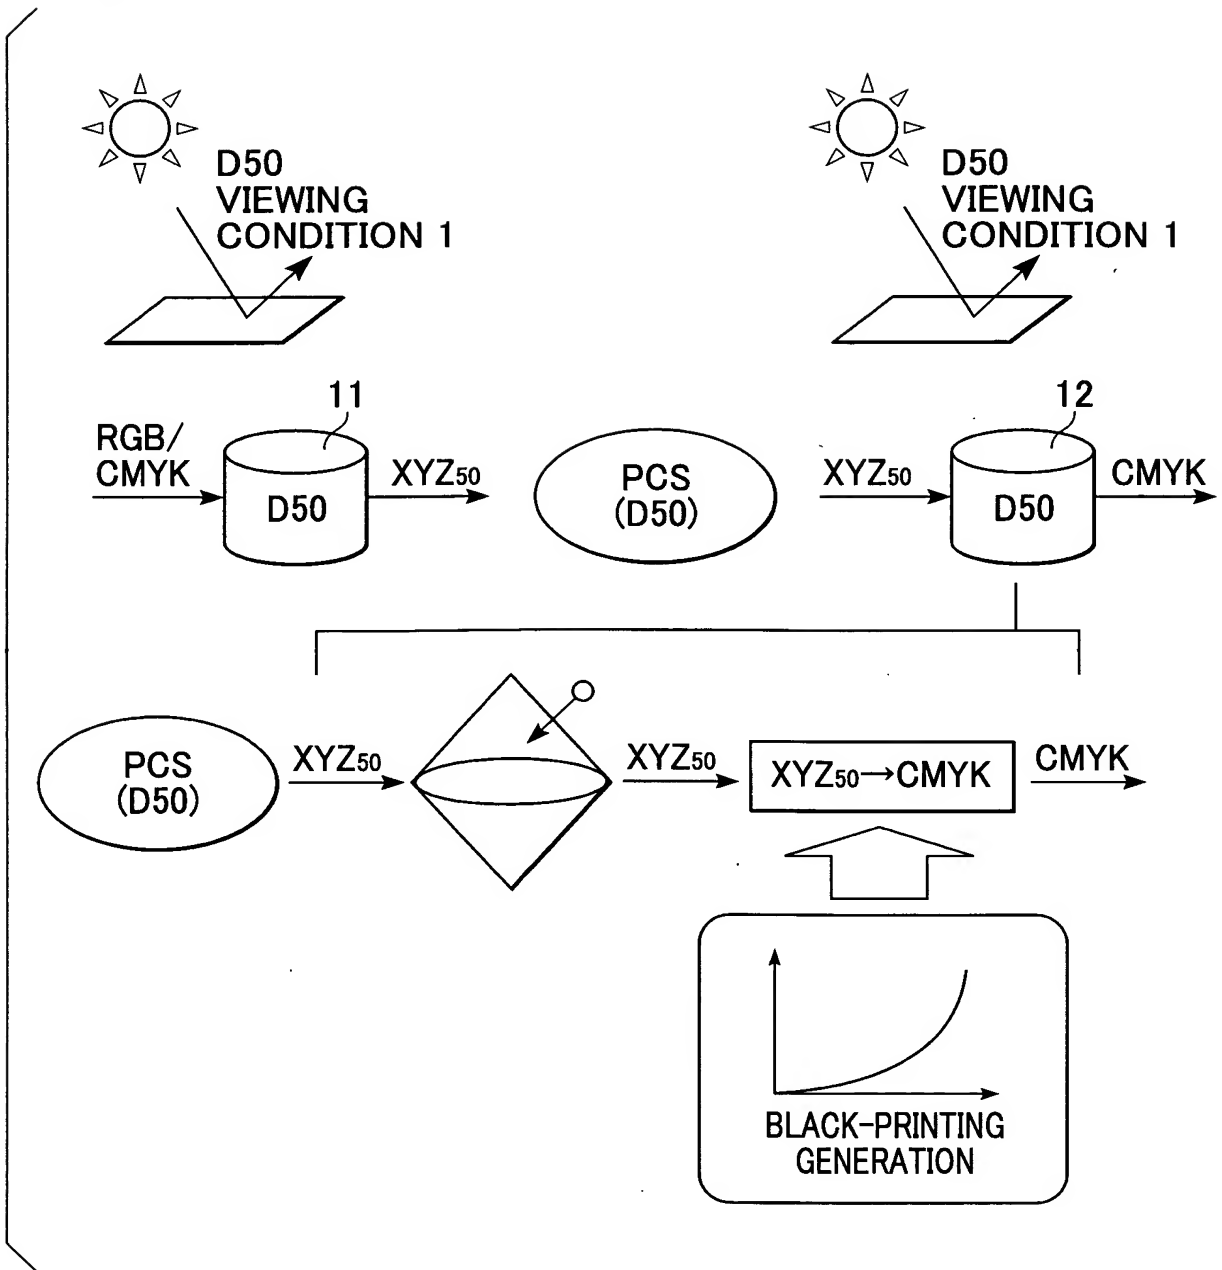 D50
VIEWING
CONDITION 1
D50
VIEWING
CONDITION 1
11
12
RGB/
CMYK
D50
XYZ50
PCS
(D50)
XYZ50
D50
CMYK
PCS
(D50)
XYZ50
XYZ50
XYZ50→CMYK
CMYK
BLACK-PRINTING
GENERATION